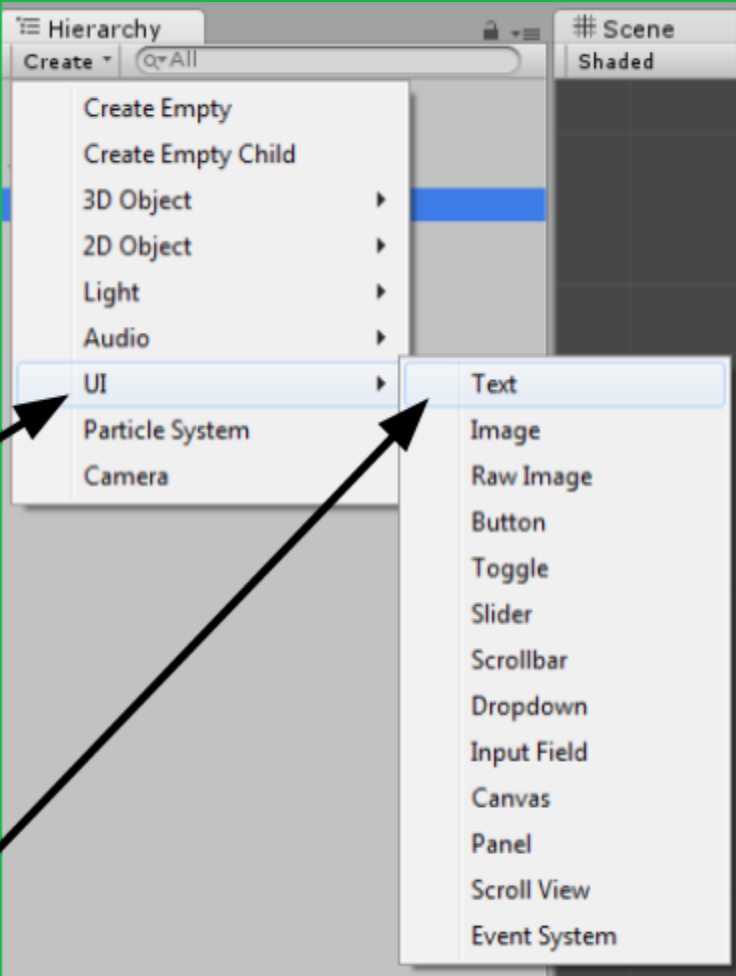 Hierarchy
Scene
Create
All
Shaded
Create Empty
Create Empty Child
3D Object
2D Object
Light
Audio
UI
Particle System
Camera
Text
Image
Raw Image
Button
Toggle
Slider
Scrollbar
Dropdown
Input Field
Canvas
Panel
Scroll View
Event System